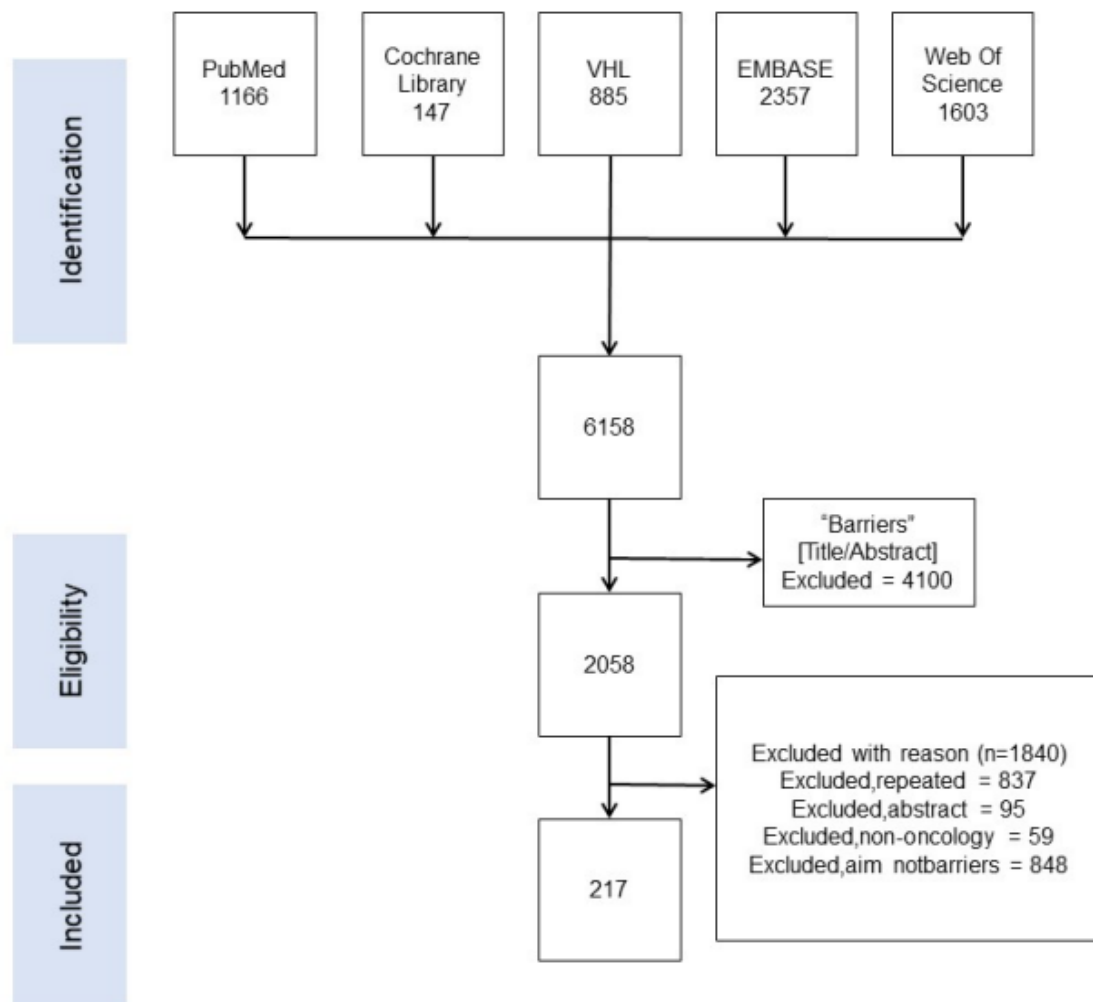 PubMed
1166
Cochrane
Library
147
VHL
885
EMBASE
2357
Web Of
Science
1603
Identification
6158
“Barriers”
[Title/Abstract]
Excluded = 4100
Eligibility
2058
Excluded with reason (n=1840)
Excluded,repeated = 837
Excluded,abstract = 95
Excluded,non-oncology = 59
Excluded,aim notbarriers = 848
Included
217